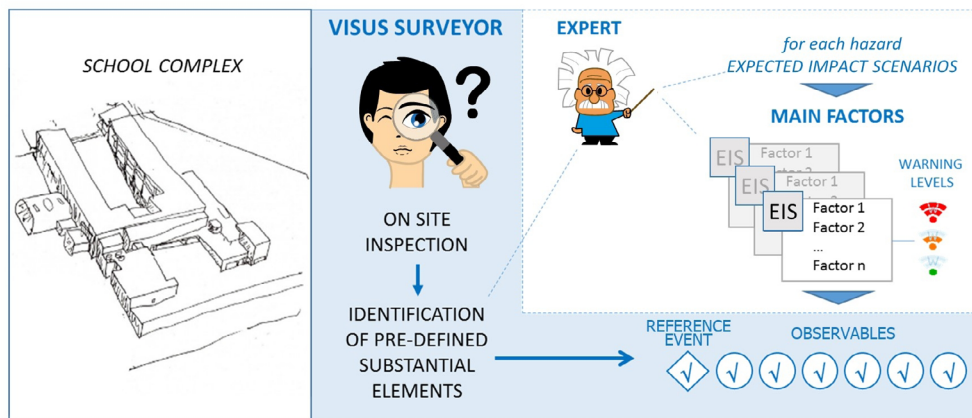 SCHOOL COMPLEX
VISUS SURVEYOR
?
ON SITE
INSPECTION
IDENTIFICATION
OF PRE-DEFINED
SUBSTANTIAL
ELEMENTS
EXPERT
for each hazard
EXPECTED IMPACT SCENARIOS
MAIN FACTORS
EIS
Factor 1
EIS
Factor 1
EIS
Factor 1
Factor 2
...
Factor n
WARNING
LEVELS
REFERENCE
EVENT
OBSERVABLES
√ √ √ √ √ √ √